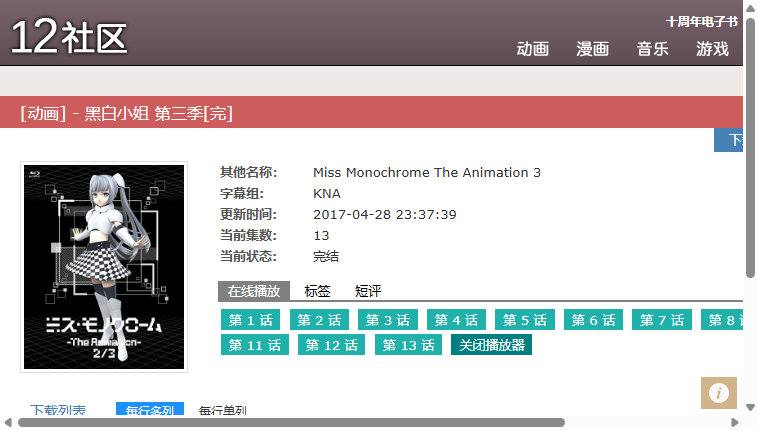 12社区
十周年电子书
动画 漫画 音乐 游戏
[动画] - 黑白小姐 第三季[完]
其他名称: Miss Monochrome The Animation 3
字幕组: KNA
更新时间: 2017-04-28 23:37:39
当前集数: 13
当前状态: 完结
ミス・モノクローム
-The Animation-
2/3
在线播放 标签 短评
第 1 话 第 2 话 第 3 话 第 4 话 第 5 话 第 6 话 第 7 话 第 8
第 11 话 第 12 话 第 13 话 关闭播放器
下载列表 每行多列 每行单列